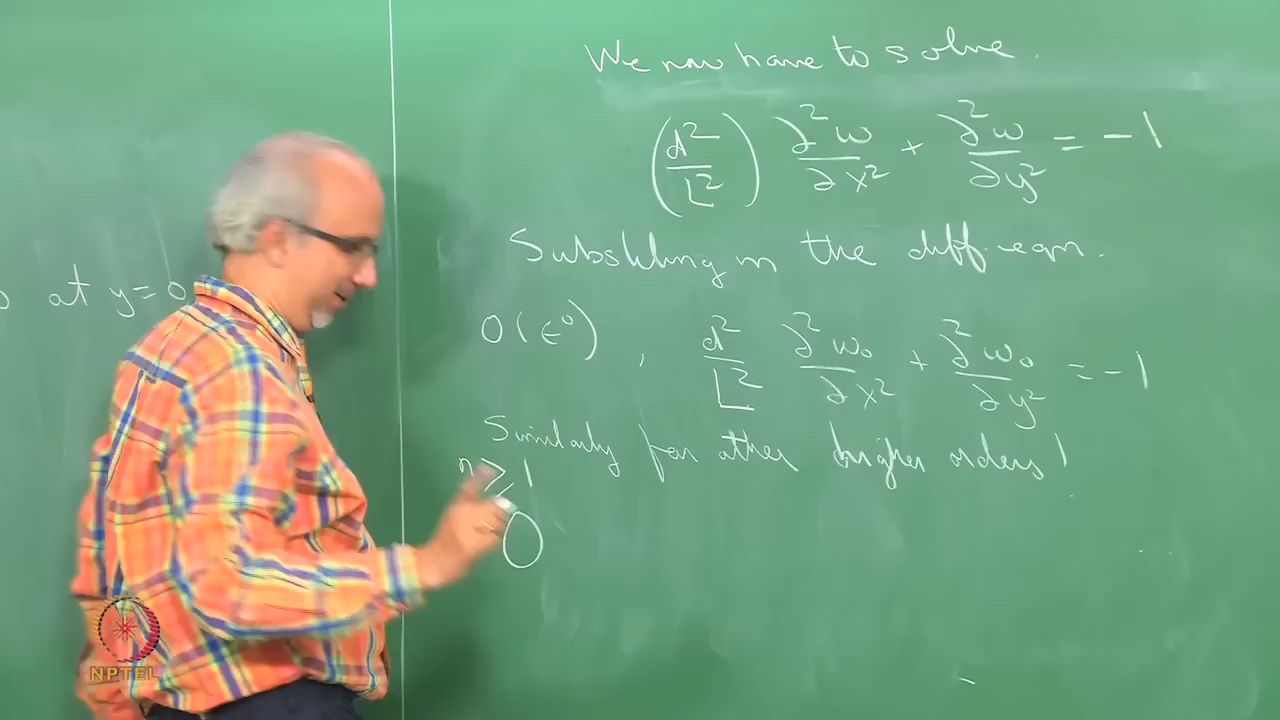 We now have to solve.
(d²/L²) ∂²w/∂x² + ∂²w/∂y² = -1
Substituting in the diff. eqn.
at y=0
O(ε⁰), d²/L² ∂²w₀/∂x² + ∂²w₀/∂y² = -1
Similarly for other higher orders!
n ≥ 1
0
NPTEL